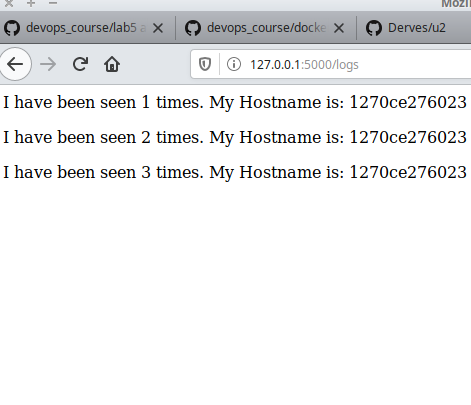 Mozil
devops_course/lab5 a
devops_course/docke
Derves/u2
127.0.0.1:5000/logs
I have been seen 1 times. My Hostname is: 1270ce276023
I have been seen 2 times. My Hostname is: 1270ce276023
I have been seen 3 times. My Hostname is: 1270ce276023